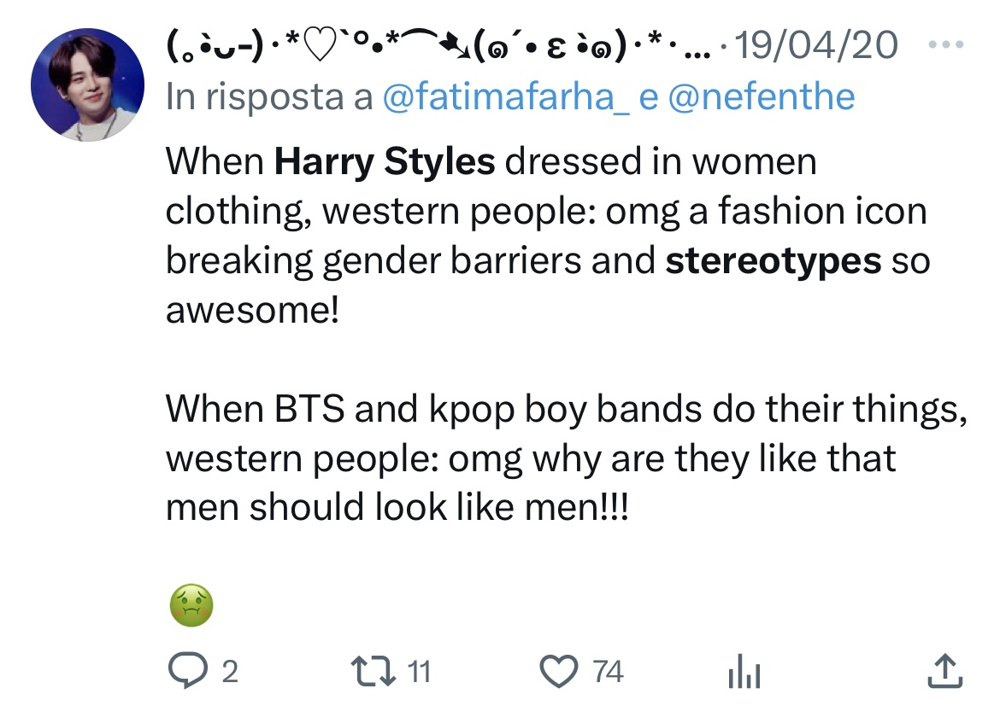 (｡•̀ᴗ-)･*♡`°•*⁀➷(๑´• ε •̀๑)･*･... · 19/04/20
In risposta a @fatimafarha_ e @nefenthe
When Harry Styles dressed in women
clothing, western people: omg a fashion icon
breaking gender barriers and stereotypes so
awesome!
When BTS and kpop boy bands do their things,
western people: omg why are they like that
men should look like men!!!
🤢
2 11 74